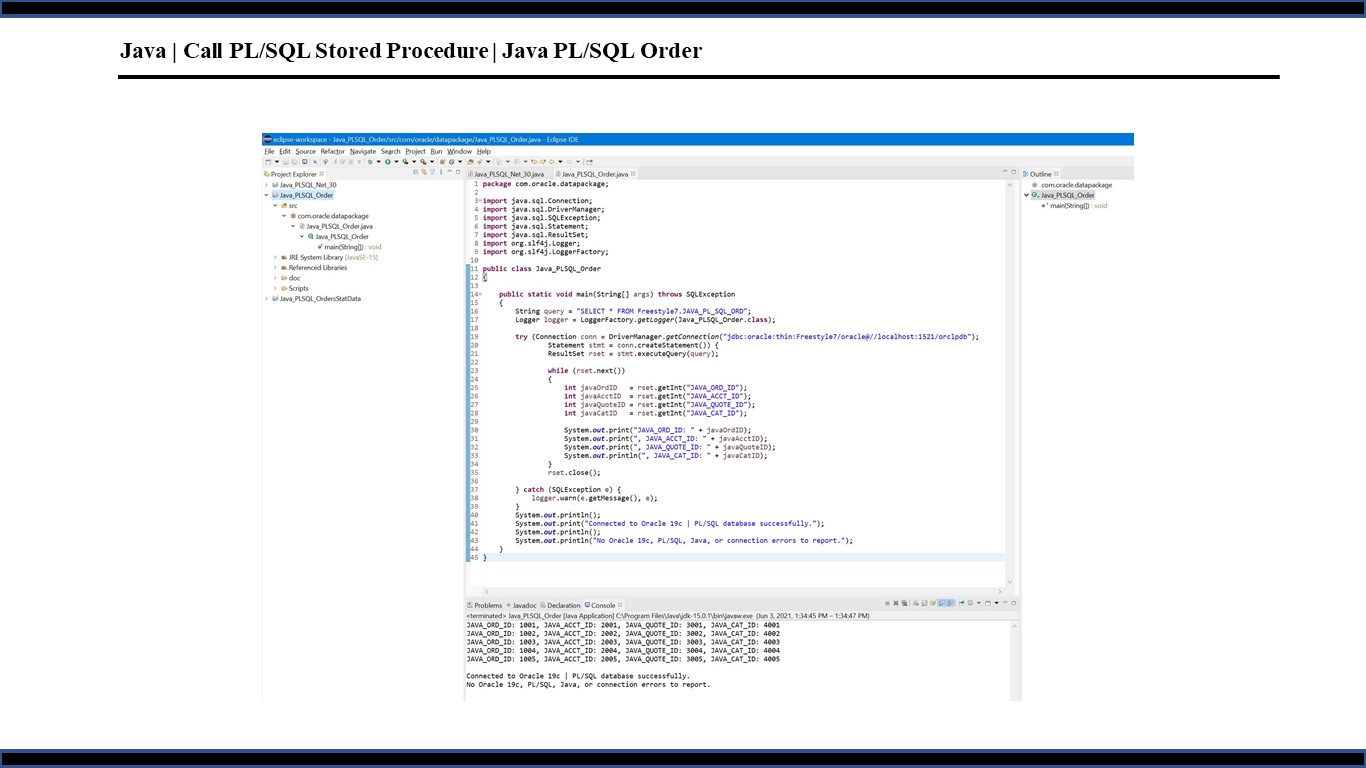 Java | Call PL/SQL Stored Procedure| Java PL/SQL Order
eclipse-workspace - Java_PLSQL_Order/src/com/oracle/datapackage/Java_PLSQL_Order.java - Eclipse IDE
File Edit Source Refactor Navigate Search Project Run Window Help
Project Explorer
Java_PLSQL_Net_30
Java_PLSQL_Order
src
com.oracle.datapackage
Java_PLSQL_Order.java
Java_PLSQL_Order
main(String[]) : void
JRE System Library [JavaSE-15]
Referenced Libraries
doc
Scripts
Java_PLSQL_OrdersStatData
Java_PLSQL_Net_30.java Java_PLSQL_Order.java
1 package com.oracle.datapackage;
2
3 import java.sql.Connection;
4 import java.sql.DriverManager;
5 import java.sql.SQLException;
6 import java.sql.Statement;
7 import java.sql.ResultSet;
8 import org.slf4j.Logger;
9 import org.slf4j.LoggerFactory;
10
11 public class Java_PLSQL_Order
12 {
13
14 public static void main(String[] args) throws SQLException
15 {
16 String query = "SELECT * FROM Freestyle7.JAVA_PL_SQL_ORD";
17 Logger logger = LoggerFactory.getLogger(Java_PLSQL_Order.class);
18
19 try (Connection conn = DriverManager.getConnection("jdbc:oracle:thin:Freestyle7/oracle@//localhost:1521/orclpdb");
20 Statement stmt = conn.createStatement()) {
21 ResultSet rset = stmt.executeQuery(query);
22
23 while (rset.next())
24 {
25 int javaOrdID = rset.getInt("JAVA_ORD_ID");
26 int javaAcctID = rset.getInt("JAVA_ACCT_ID");
27 int javaQuoteID = rset.getInt("JAVA_QUOTE_ID");
28 int javaCatID = rset.getInt("JAVA_CAT_ID");
29
30 System.out.print("JAVA_ORD_ID: " + javaOrdID);
31 System.out.print(", JAVA_ACCT_ID: " + javaAcctID);
32 System.out.print(", JAVA_QUOTE_ID: " + javaQuoteID);
33 System.out.println(", JAVA_CAT_ID: " + javaCatID);
34 }
35 rset.close();
36
37 } catch (SQLException e) {
38 logger.warn(e.getMessage(), e);
39 }
40 System.out.println();
41 System.out.print("Connected to Oracle 19c | PL/SQL database successfully.");
42 System.out.println();
43 System.out.println("No Oracle 19c, PL/SQL, Java, or connection errors to report.");
44 }
45 }
Outline
com.oracle.datapackage
Java_PLSQL_Order
main(String[]) : void
Problems Javadoc Declaration Console
<terminated> Java_PLSQL_Order [Java Application] C:\Program Files\Java\jdk-15.0.1\bin\javaw.exe (Jun 3, 2021, 1:34:45 PM – 1:34:47 PM)
JAVA_ORD_ID: 1001, JAVA_ACCT_ID: 2001, JAVA_QUOTE_ID: 3001, JAVA_CAT_ID: 4001
JAVA_ORD_ID: 1002, JAVA_ACCT_ID: 2002, JAVA_QUOTE_ID: 3002, JAVA_CAT_ID: 4002
JAVA_ORD_ID: 1003, JAVA_ACCT_ID: 2003, JAVA_QUOTE_ID: 3003, JAVA_CAT_ID: 4003
JAVA_ORD_ID: 1004, JAVA_ACCT_ID: 2004, JAVA_QUOTE_ID: 3004, JAVA_CAT_ID: 4004
JAVA_ORD_ID: 1005, JAVA_ACCT_ID: 2005, JAVA_QUOTE_ID: 3005, JAVA_CAT_ID: 4005
Connected to Oracle 19c | PL/SQL database successfully.
No Oracle 19c, PL/SQL, Java, or connection errors to report.